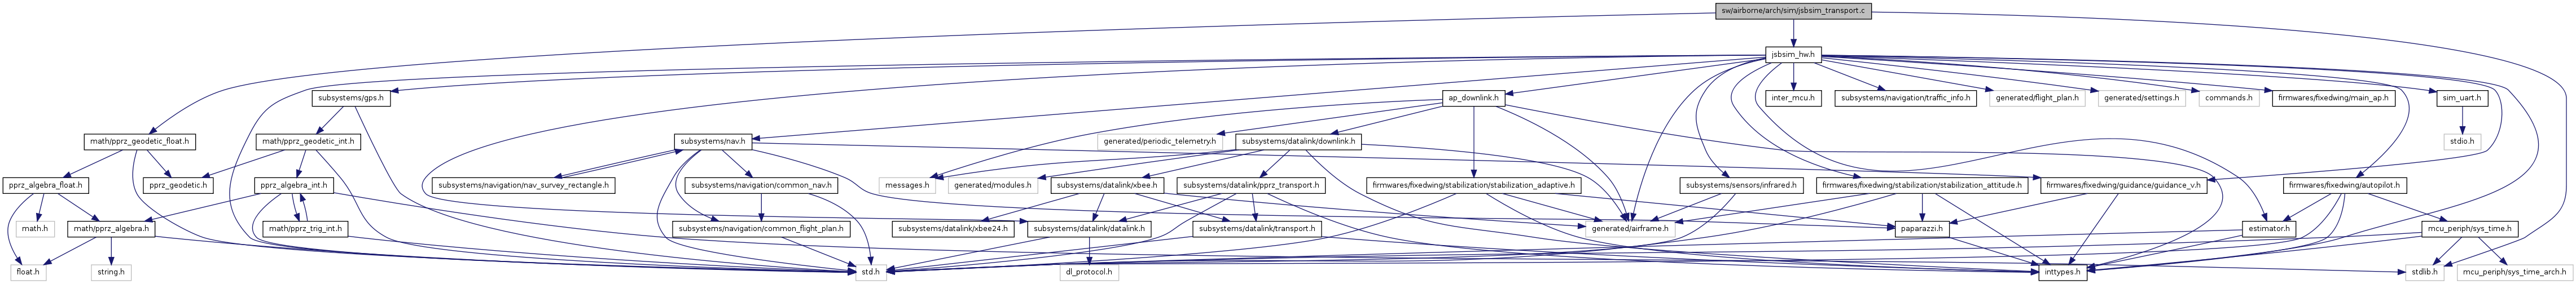 sw/airborne/arch/sim/jsbsim_transport.c
jsbsim_hw.h
subsystems/gps.h
ap_downlink.h
inter_mcu.h
subsystems/navigation/traffic_info.h
generated/flight_plan.h
generated/settings.h
commands.h
firmwares/fixedwing/main_ap.h
sim_uart.h
math/pprz_geodetic_float.h
math/pprz_geodetic_int.h
subsystems/nav.h
generated/periodic_telemetry.h
subsystems/datalink/downlink.h
stdio.h
pprz_algebra_float.h
pprz_geodetic.h
pprz_algebra_int.h
subsystems/navigation/nav_survey_rectangle.h
subsystems/navigation/common_nav.h
messages.h
generated/modules.h
subsystems/datalink/xbee.h
subsystems/datalink/pprz_transport.h
firmwares/fixedwing/stabilization/stabilization_adaptive.h
subsystems/sensors/infrared.h
firmwares/fixedwing/stabilization/stabilization_attitude.h
firmwares/fixedwing/guidance/guidance_v.h
firmwares/fixedwing/autopilot.h
math.h
math/pprz_algebra.h
math/pprz_trig_int.h
subsystems/navigation/common_flight_plan.h
subsystems/datalink/xbee24.h
subsystems/datalink/datalink.h
subsystems/datalink/transport.h
generated/airframe.h
paparazzi.h
estimator.h
mcu_periph/sys_time.h
float.h
string.h
std.h
dl_protocol.h
inttypes.h
stdlib.h
mcu_periph/sys_time_arch.h